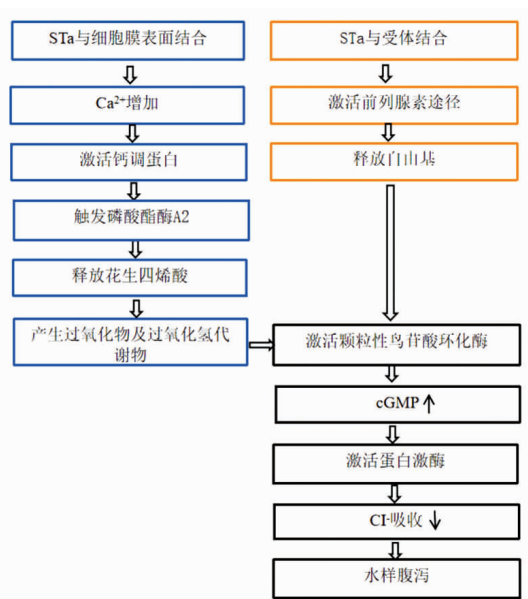 STa与细胞膜表面结合
Ca²⁺增加
激活钙调蛋白
触发磷酸酯酶A2
释放花生四烯酸
产生过氧化物及过氧化氢代
谢物
STa与受体结合
激活前列腺素途径
释放自由基
激活颗粒性鸟苷酸环化酶
cGMP↑
激活蛋白激酶
CI⁻吸收↓
水样腹泻